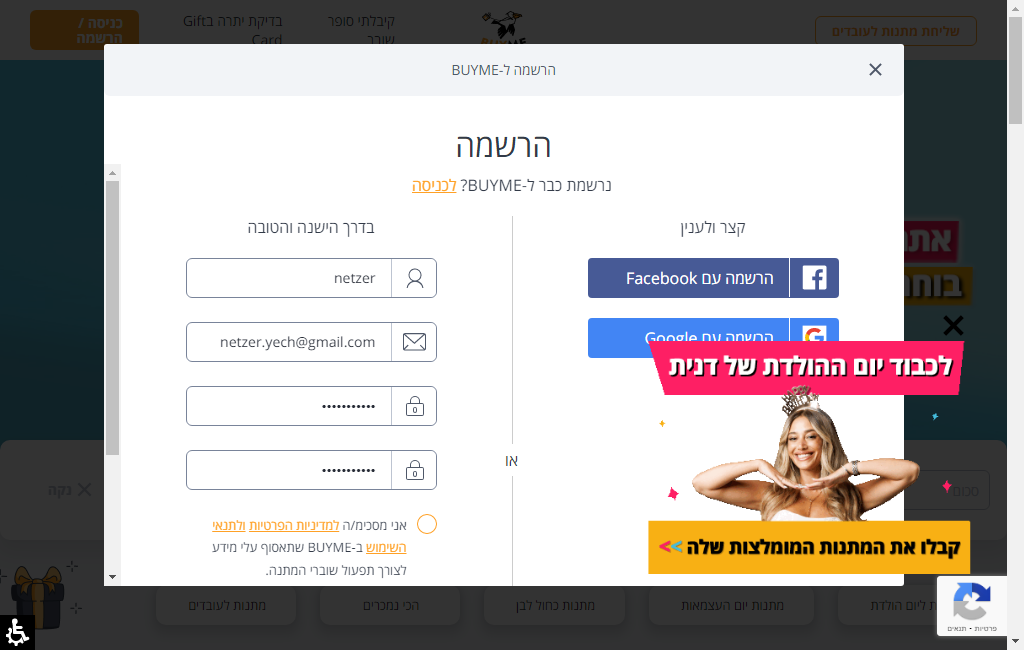 שליחת מתנות לעובדים
BUYME
קיבלתי סופר
שובר
בדיקת יתרה בGift
Card
כניסה /
הרשמה
הרשמה ל-BUYME
הרשמה
נרשמת כבר ל-BUYME? לכניסה
קצר ולענין
הרשמה עם Facebook
הרשמה עם Google
או
בדרך הישנה והטובה
netzer
netzer.yech@gmail.com
אני מסכימ/ה למדיניות הפרטיות ולתנאי
השימוש ב-BUYME שתאסוף עלי מידע
לצורך תפעול שוברי המתנה.
לכבוד יום ההולדת של דנית
קבלו את המתנות המומלצות שלה >>
סכום
נקה
ליום הולדת
מתנות יום העצמאות
מתנות כחול לבן
הכי נמכרים
מתנות לעובדים
פרטיות - תנאים